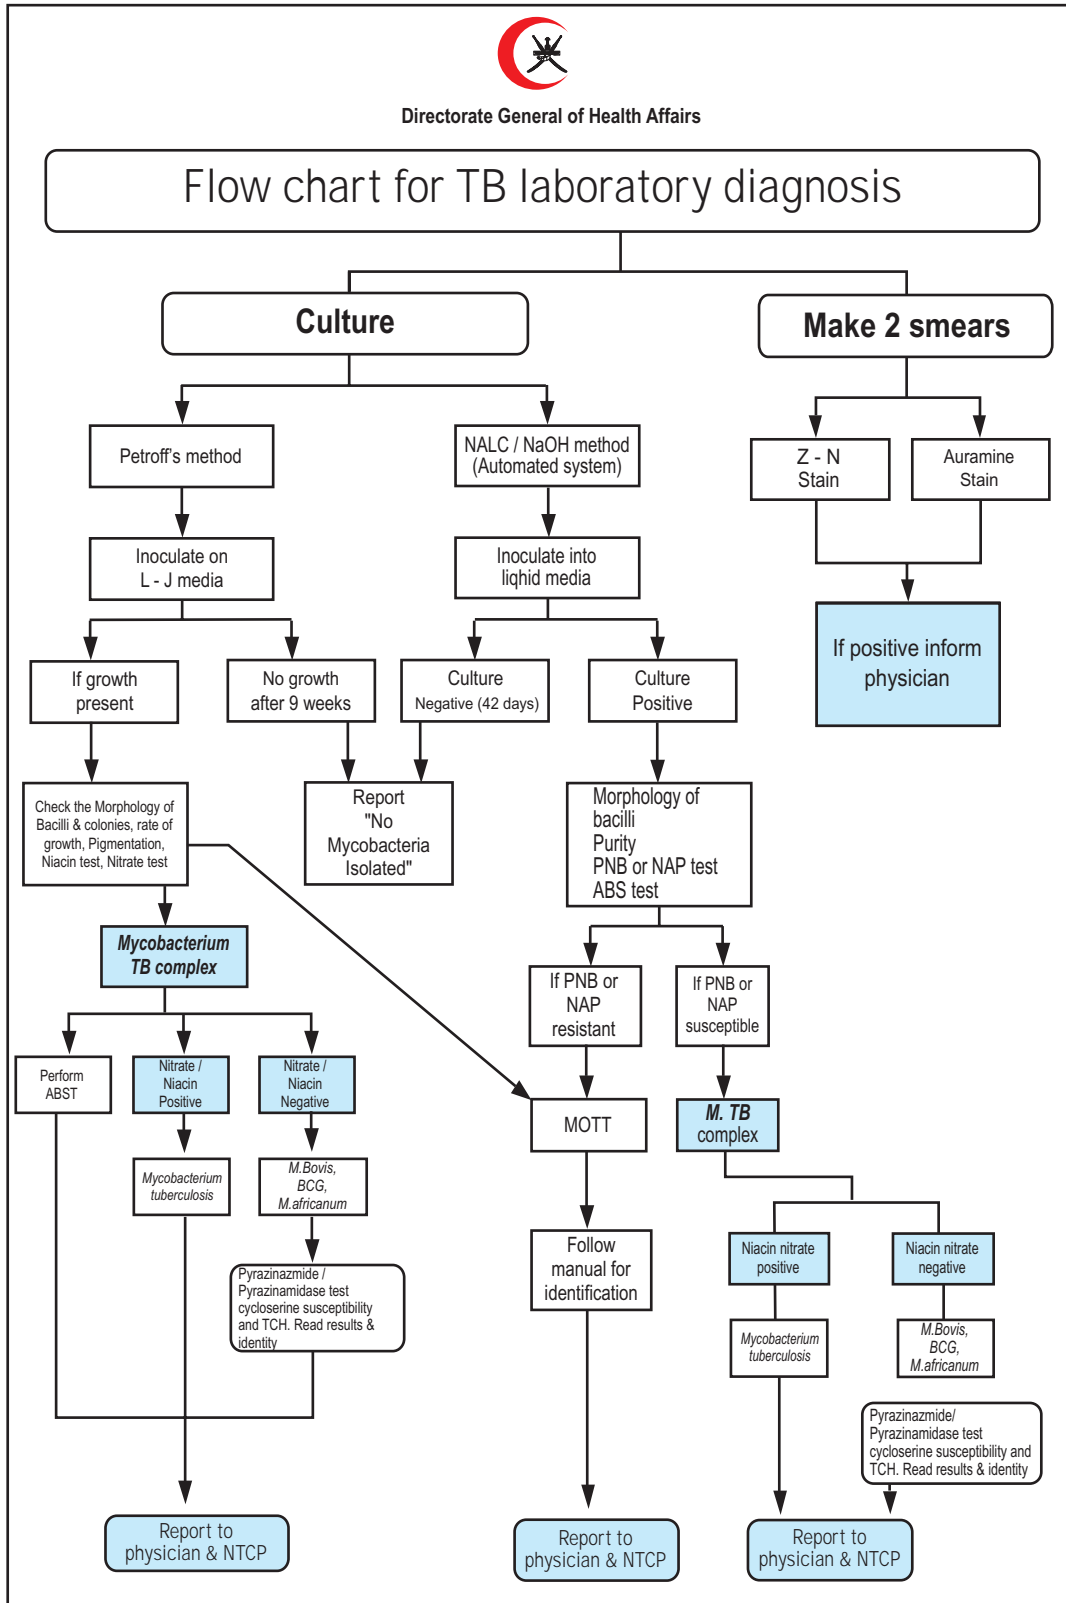 Directorate General of Health Affairs
Flow chart for TB laboratory diagnosis
Culture
Make 2 smears
Petroff's method
NALC / NaOH method
(Automated system)
Z - N
Stain
Auramine
Stain
Inoculate on
L - J media
Inoculate into
liqhid media
If positive inform
physician
If growth
present
No growth
after 9 weeks
Culture
Negative (42 days)
Culture
Positive
Check the Morphology of
Bacilli & colonies, rate of
growth, Pigmentation,
Niacin test, Nitrate test
Report
"No
Mycobacteria
Isolated"
Morphology of
bacilli
Purity
PNB or NAP test
ABS test
Mycobacterium
TB complex
If PNB or
NAP
resistant
If PNB or
NAP
susceptible
Perform
ABST
Nitrate /
Niacin
Positive
Nitrate /
Niacin
Negative
MOTT
M. TB
complex
Mycobacterium
tuberculosis
M.Bovis,
BCG,
M.africanum
Follow
manual for
identification
Niacin nitrate
positive
Niacin nitrate
negative
Pyrazinazmide /
Pyrazinamidase test
cycloserine susceptibility
and TCH. Read results &
identity
Mycobacterium
tuberculosis
M.Bovis,
BCG,
M.africanum
Pyrazinazmide/
Pyrazinamidase test
cycloserine susceptibility and
TCH. Read results & identity
Report to
physician & NTCP
Report to
physician & NTCP
Report to
physician & NTCP